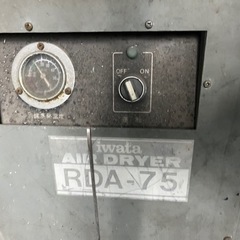 OFF ON
iwata
AIR DRYER
RDA-75